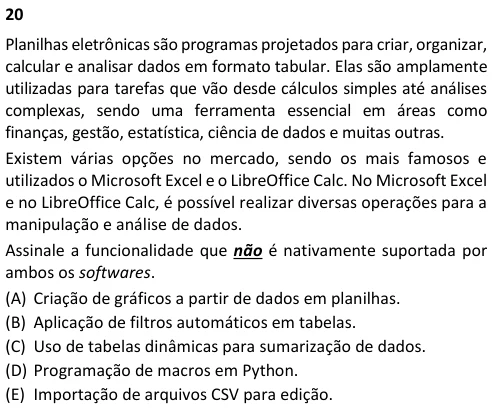 20
Planilhas eletrônicas são programas projetados para criar, organizar,
calcular e analisar dados em formato tabular. Elas são amplamente
utilizadas para tarefas que vão desde cálculos simples até análises
complexas, sendo uma ferramenta essencial em áreas como
finanças, gestão, estatística, ciência de dados e muitas outras.
Existem várias opções no mercado, sendo os mais famosos e
utilizados o Microsoft Excel e o LibreOffice Calc. No Microsoft Excel
e no LibreOffice Calc, é possível realizar diversas operações para a
manipulação e análise de dados.
Assinale a funcionalidade que não é nativamente suportada por
ambos os softwares.
(A) Criação de gráficos a partir de dados em planilhas.
(B) Aplicação de filtros automáticos em tabelas.
(C) Uso de tabelas dinâmicas para sumarização de dados.
(D) Programação de macros em Python.
(E) Importação de arquivos CSV para edição.